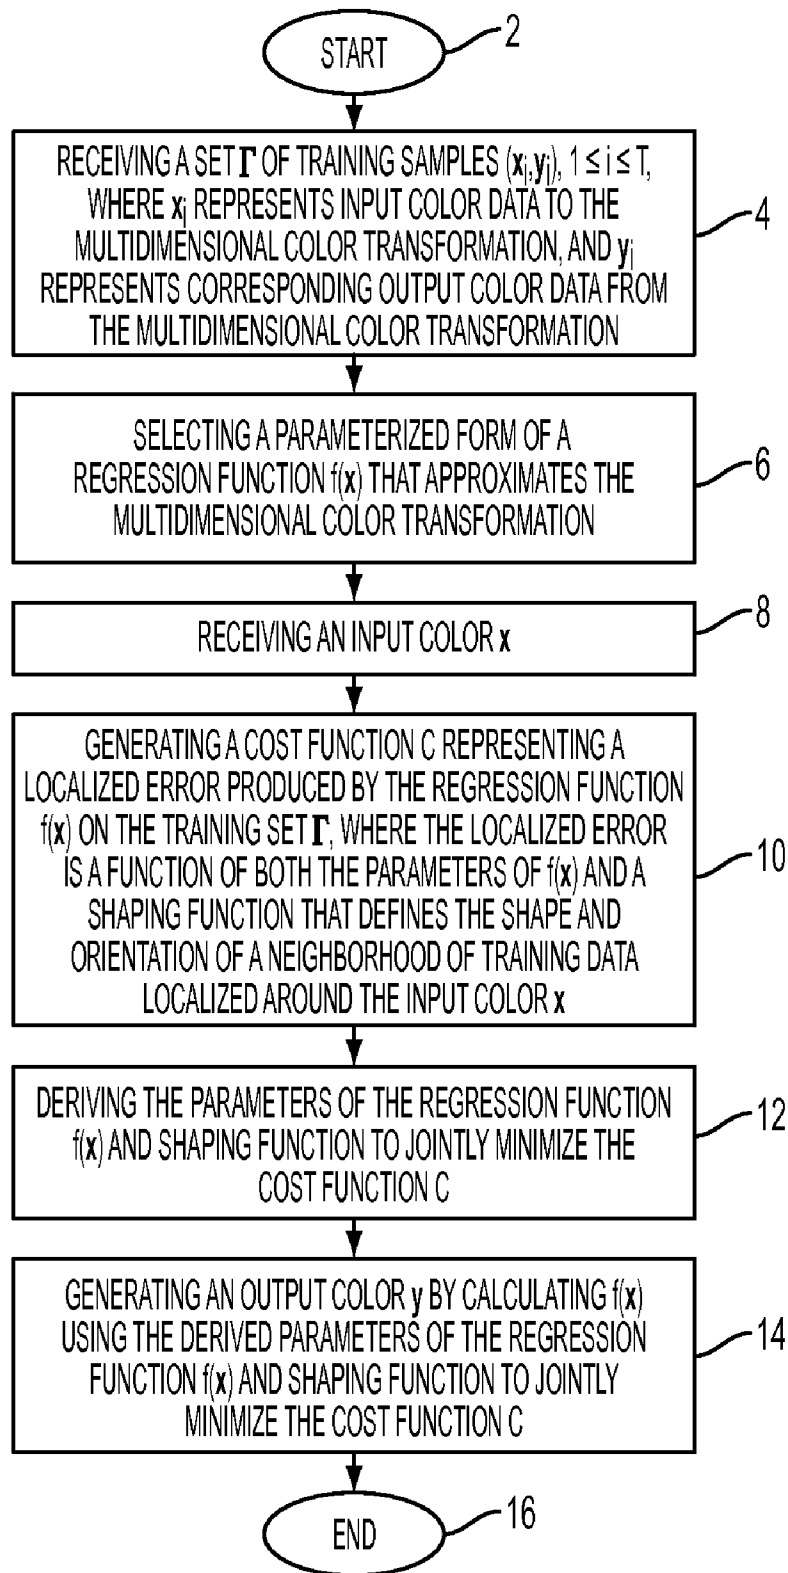 START
2
RECEIVING A SET Γ OF TRAINING SAMPLES (xi,yi), 1 ≤ i ≤ T,
WHERE xi REPRESENTS INPUT COLOR DATA TO THE
MULTIDIMENSIONAL COLOR TRANSFORMATION, AND yi
REPRESENTS CORRESPONDING OUTPUT COLOR DATA FROM
THE MULTIDIMENSIONAL COLOR TRANSFORMATION
4
SELECTING A PARAMETERIZED FORM OF A
REGRESSION FUNCTION f(x) THAT APPROXIMATES THE
MULTIDIMENSIONAL COLOR TRANSFORMATION
6
RECEIVING AN INPUT COLOR x
8
GENERATING A COST FUNCTION C REPRESENTING A
LOCALIZED ERROR PRODUCED BY THE REGRESSION FUNCTION
f(x) ON THE TRAINING SET Γ, WHERE THE LOCALIZED ERROR
IS A FUNCTION OF BOTH THE PARAMETERS OF f(x) AND A
SHAPING FUNCTION THAT DEFINES THE SHAPE AND
ORIENTATION OF A NEIGHBORHOOD OF TRAINING DATA
LOCALIZED AROUND THE INPUT COLOR x
10
DERIVING THE PARAMETERS OF THE REGRESSION FUNCTION
f(x) AND SHAPING FUNCTION TO JOINTLY MINIMIZE THE
COST FUNCTION C
12
GENERATING AN OUTPUT COLOR y BY CALCULATING f(x)
USING THE DERIVED PARAMETERS OF THE REGRESSION
FUNCTION f(x) AND SHAPING FUNCTION TO JOINTLY
MINIMIZE THE COST FUNCTION C
14
END
16